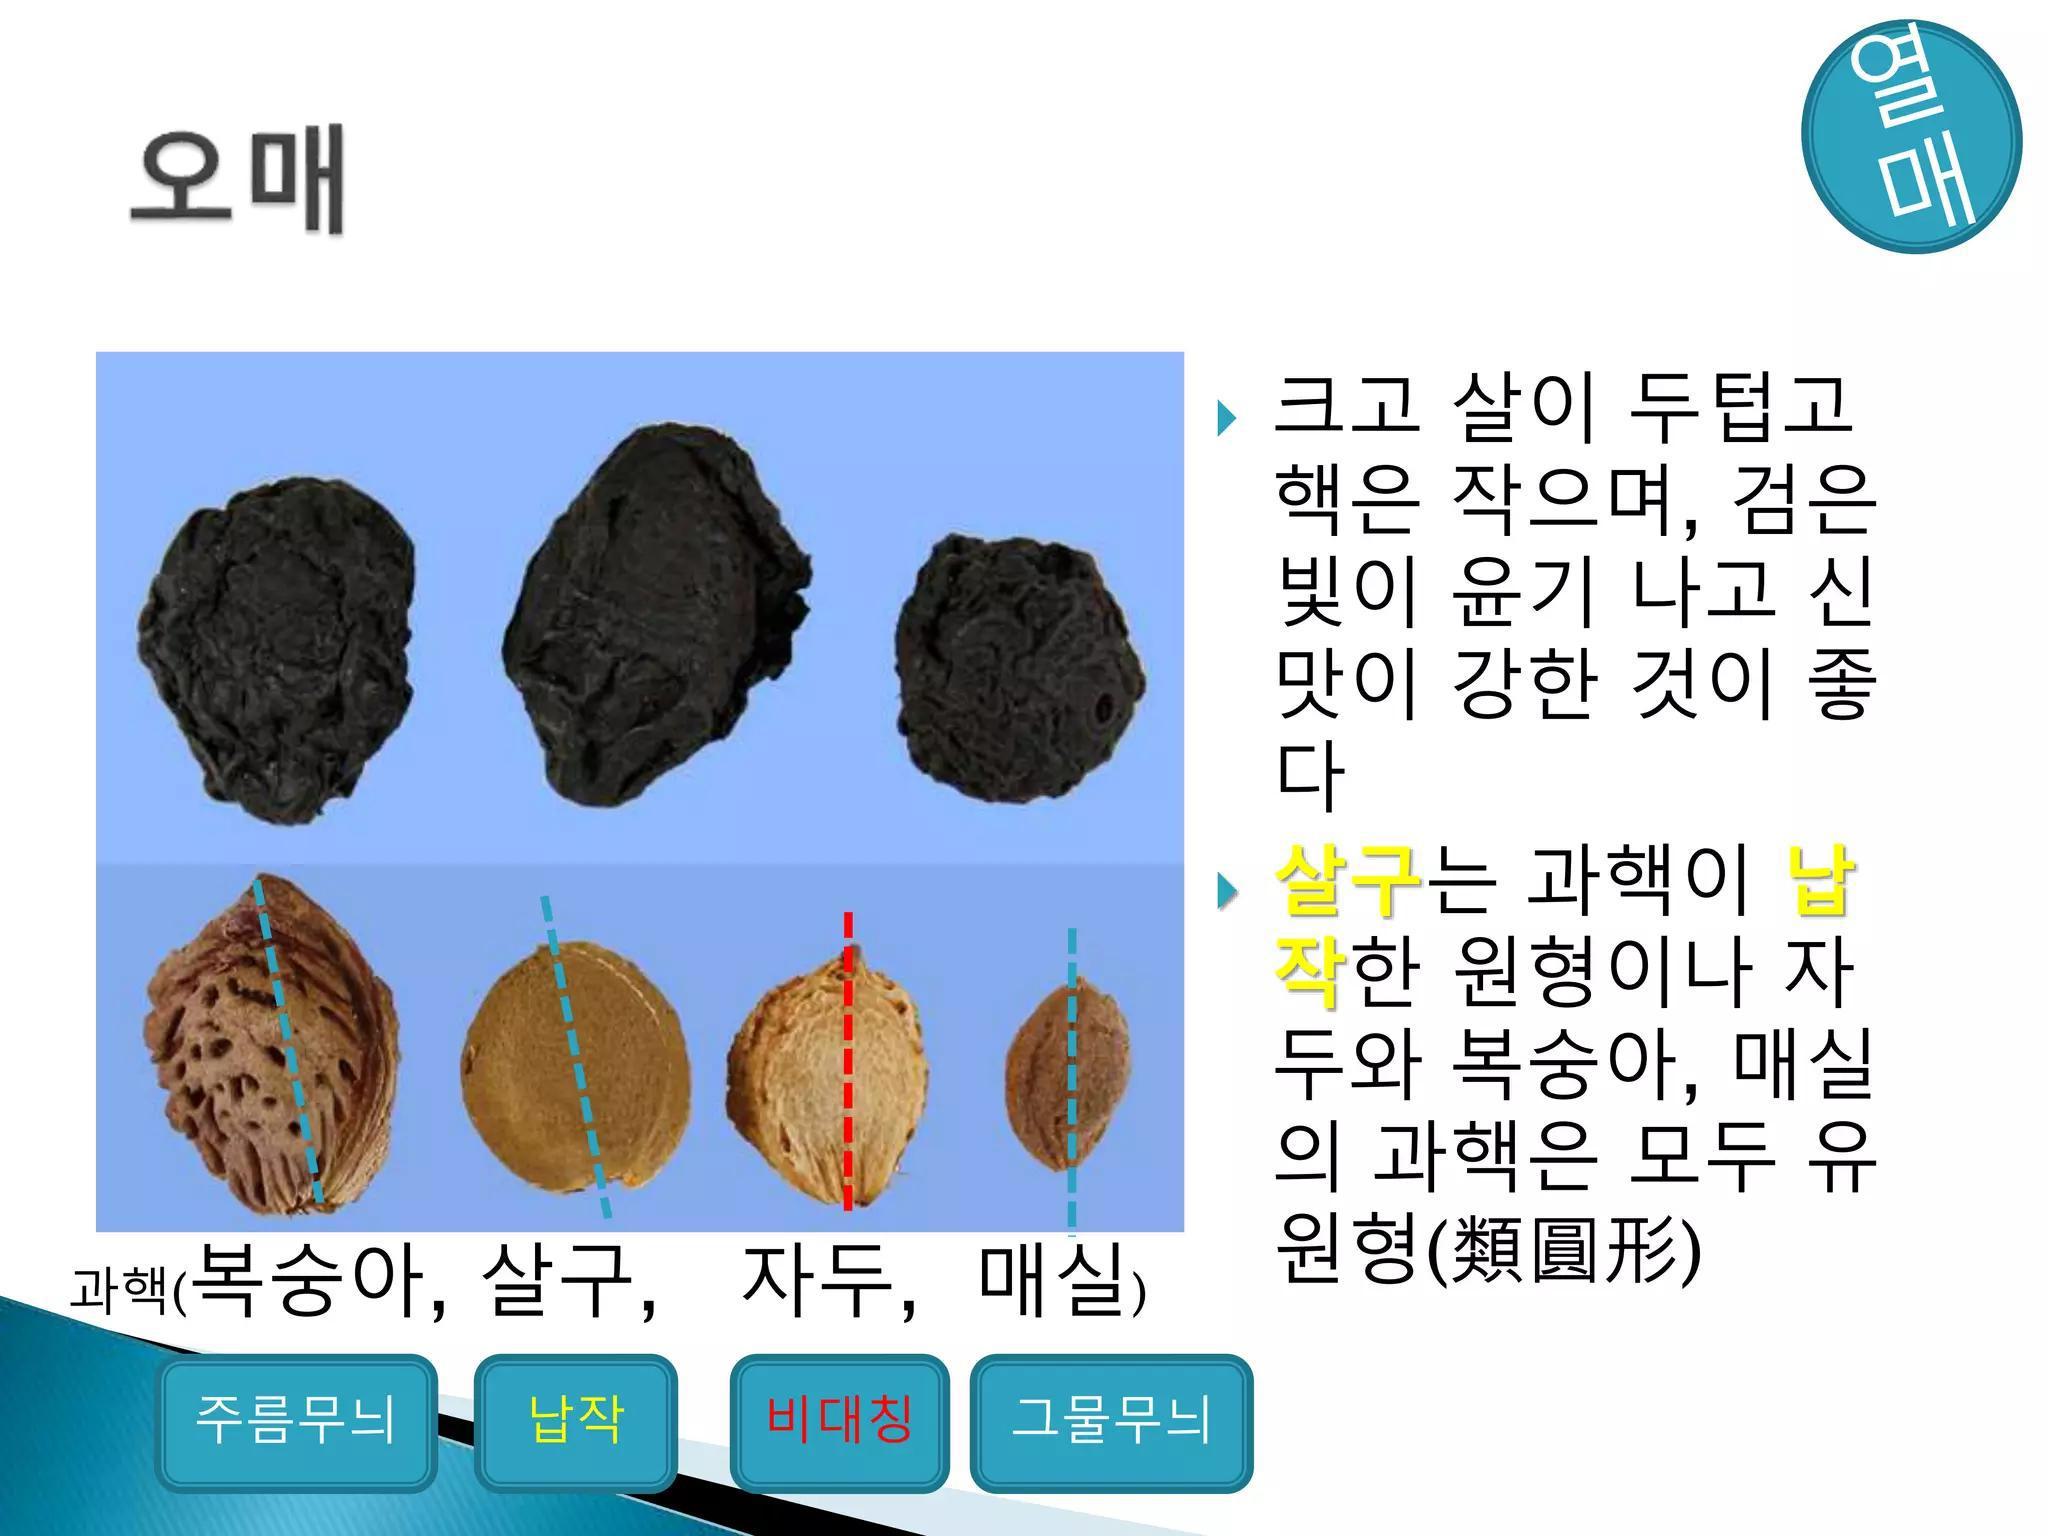 열
매
오매
크고 살이 두텁고
핵은 작으며, 검은
빛이 윤기 나고 신
맛이 강한 것이 좋
다
살구는 과핵이 납
작한 원형이나 자
두와 복숭아, 매실
의 과핵은 모두 유
원형(類圓形)
과핵(복숭아, 살구, 자두, 매실)
주름무늬 납작 비대칭 그물무늬